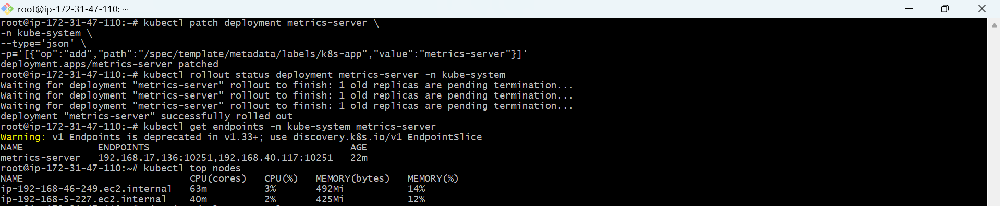 root@ip-172-31-47-110: ~
root@ip-172-31-47-110:~# kubectl patch deployment metrics-server \
-n kube-system \
--type='json' \
-p='[{"op":"add","path":"/spec/template/metadata/labels/k8s-app","value":"metrics-server"}]'
deployment.apps/metrics-server patched
root@ip-172-31-47-110:~# kubectl rollout status deployment metrics-server -n kube-system
Waiting for deployment "metrics-server" rollout to finish: 1 old replicas are pending termination...
Waiting for deployment "metrics-server" rollout to finish: 1 old replicas are pending termination...
Waiting for deployment "metrics-server" rollout to finish: 1 old replicas are pending termination...
deployment "metrics-server" successfully rolled out
root@ip-172-31-47-110:~# kubectl get endpoints -n kube-system metrics-server
Warning: v1 Endpoints is deprecated in v1.33+; use discovery.k8s.io/v1 EndpointSlice
NAME ENDPOINTS AGE
metrics-server 192.168.17.136:10251,192.168.40.117:10251 22m
root@ip-172-31-47-110:~# kubectl top nodes
NAME CPU(cores) CPU(%) MEMORY(bytes) MEMORY(%)
ip-192-168-46-249.ec2.internal 63m 3% 492Mi 14%
ip-192-168-5-227.ec2.internal 40m 2% 425Mi 12%